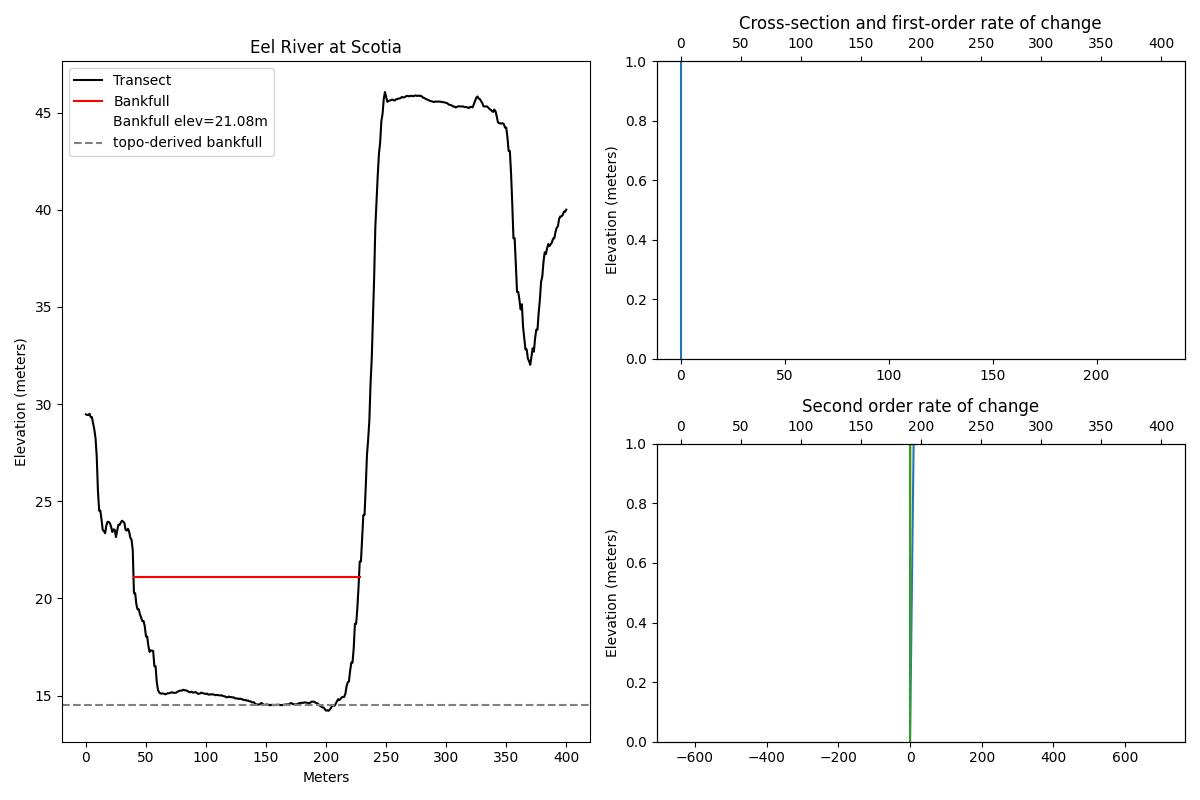 Eel River at Scotia
Transect
Bankfull
Bankfull elev=21.08m
topo-derived bankfull
45
40
35
30
25
20
15
Elevation (meters)
0 50 100 150 200 250 300 350 400
Meters
Cross-section and first-order rate of change
0 50 100 150 200 250 300 350 400
1.0
0.8
0.6
0.4
0.2
0.0
Elevation (meters)
0 50 100 150 200
Second order rate of change
0 50 100 150 200 250 300 350 400
1.0
0.8
0.6
0.4
0.2
0.0
Elevation (meters)
−600 −400 −200 0 200 400 600